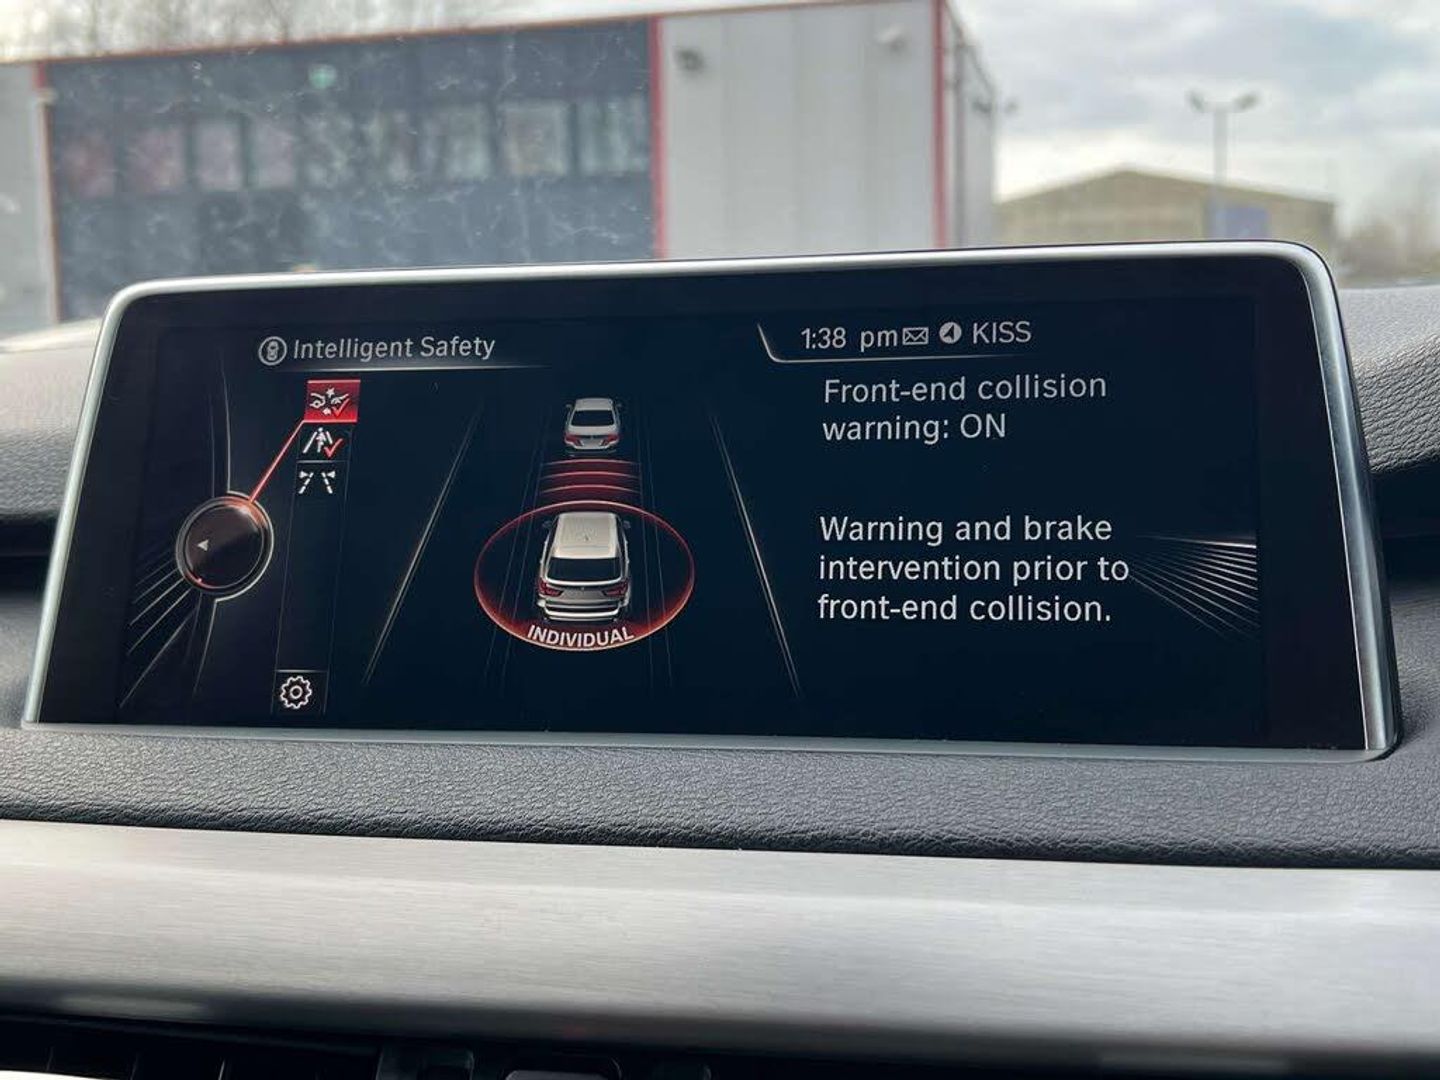 Intelligent Safety
1:38 pm KISS
Front-end collision
warning: ON
Warning and brake
intervention prior to
front-end collision.
INDIVIDUAL